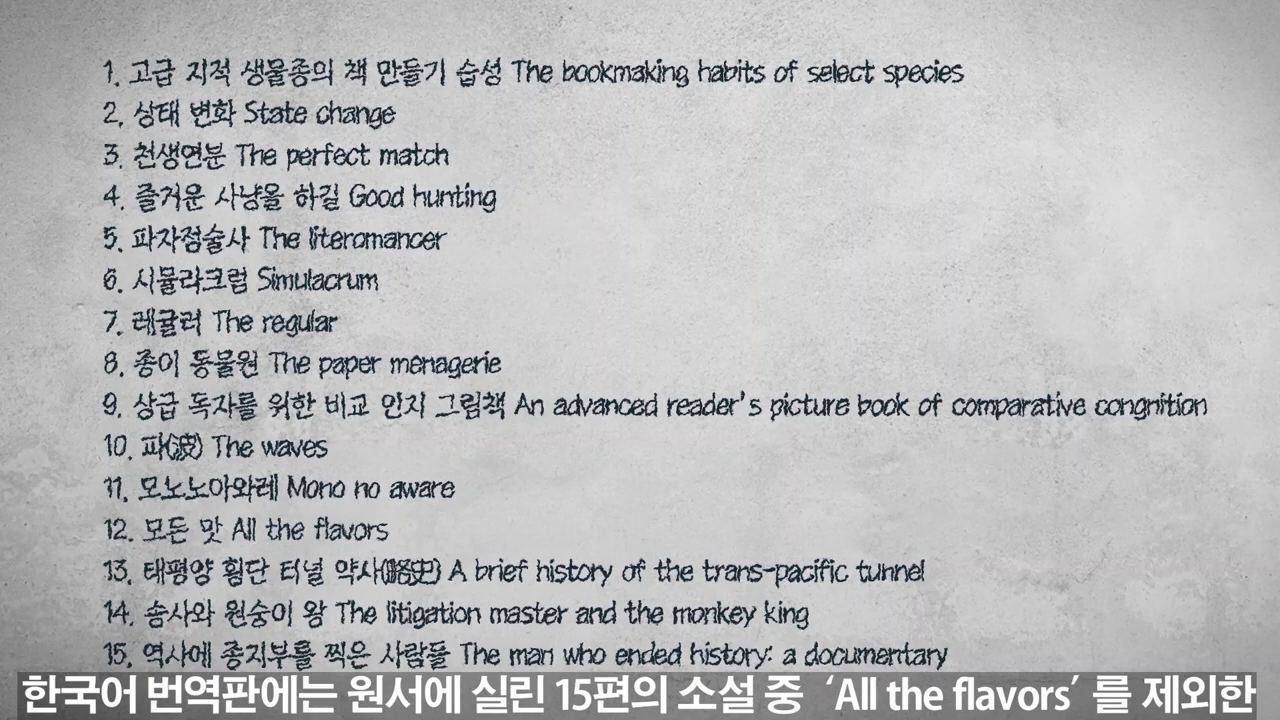 1. 고급 지적 생물종의 책 만들기 습성 The bookmaking habits of select species
2. 상태 변화 State change
3. 천생연분 The perfect match
4. 즐거운 사냥을 하길 Good hunting
5. 파자점술사 The literomancer
6. 시뮬라크럼 Simulacrum
7. 레귤러 The regular
8. 종이 동물원 The paper menagerie
9. 상급 독자를 위한 비교 인지 그림책 An advanced reader's picture book of comparative congnition
10. 파(波) The waves
11. 모노노아와레 Mono no aware
12. 모든 맛 All the flavors
13. 태평양 횡단 터널 약사(略史) A brief history of the trans-pacific tunnel
14. 송사와 원숭이 왕 The litigation master and the monkey king
15. 역사에 종지부를 찍은 사람들 The man who ended history: a documentary
한국어 번역판에는 원서에 실린 15편의 소설 중 ‘All the flavors’를 제외한